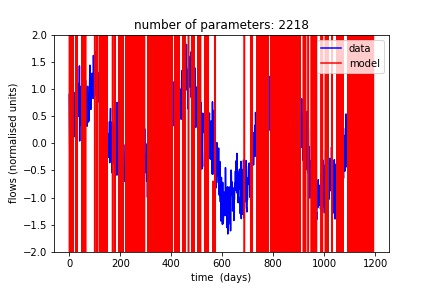 number of parameters: 2218
data
model
flows (normalised units)
2.0
1.5
1.0
0.5
0.0
−0.5
−1.0
−1.5
−2.0
0 200 400 600 800 1000 1200
time (days)